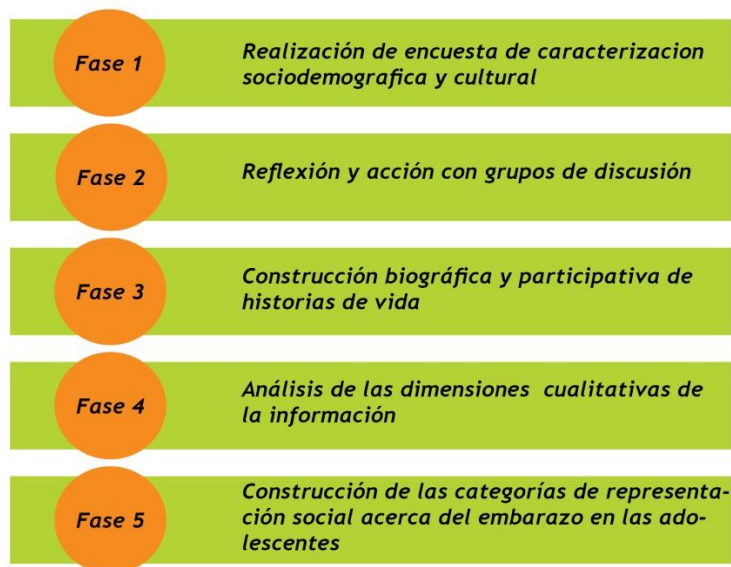 Fase 1
Realización de encuesta de caracterizacion
sociodemografica y cultural
Fase 2
Reflexión y acción con grupos de discusión
Fase 3
Construcción biográfica y participativa de
historias de vida
Fase 4
Análisis de las dimensiones cualitativas de
la información
Fase 5
Construcción de las categorías de representa-
ción social acerca del embarazo en las ado-
lescentes